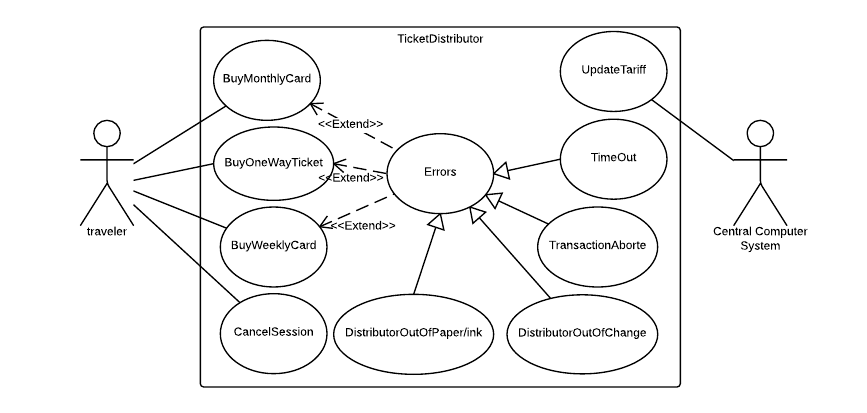 TicketDistributor
BuyMonthlyCard
UpdateTariff
<<Extend>>
BuyOneWayTicket
<<Extend>>
Errors
TimeOut
<<Extend>>
traveler
BuyWeeklyCard
TransactionAborte
Central Computer
System
CancelSession
DistributorOutOfPaper/ink
DistributorOutOfChange